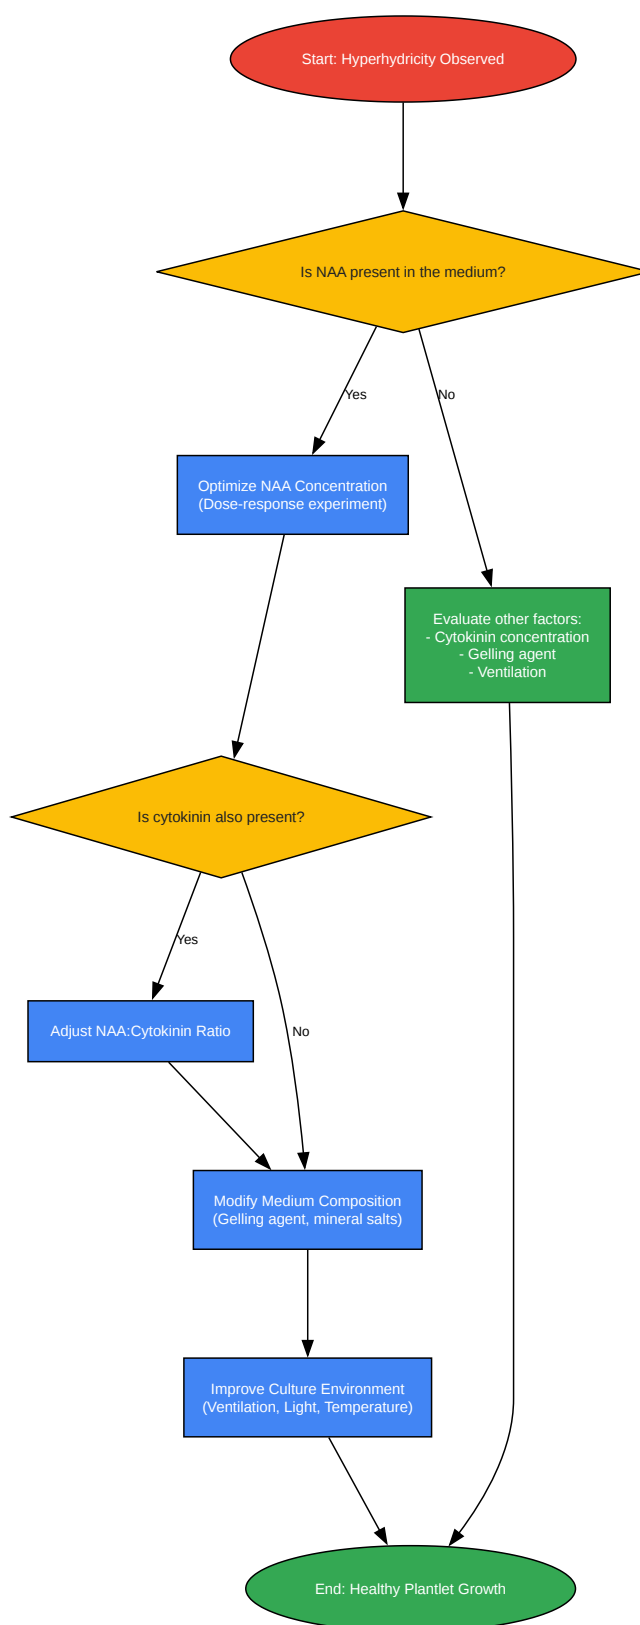 Start: Hyperhydricity Observed
Is NAA present in the medium?
Yes
No
Optimize NAA Concentration
(Dose-response experiment)
Evaluate other factors:
- Cytokinin concentration
- Gelling agent
- Ventilation
Is cytokinin also present?
Yes
Adjust NAA:Cytokinin Ratio
No
Modify Medium Composition
(Gelling agent, mineral salts)
Improve Culture Environment
(Ventilation, Light, Temperature)
End: Healthy Plantlet Growth